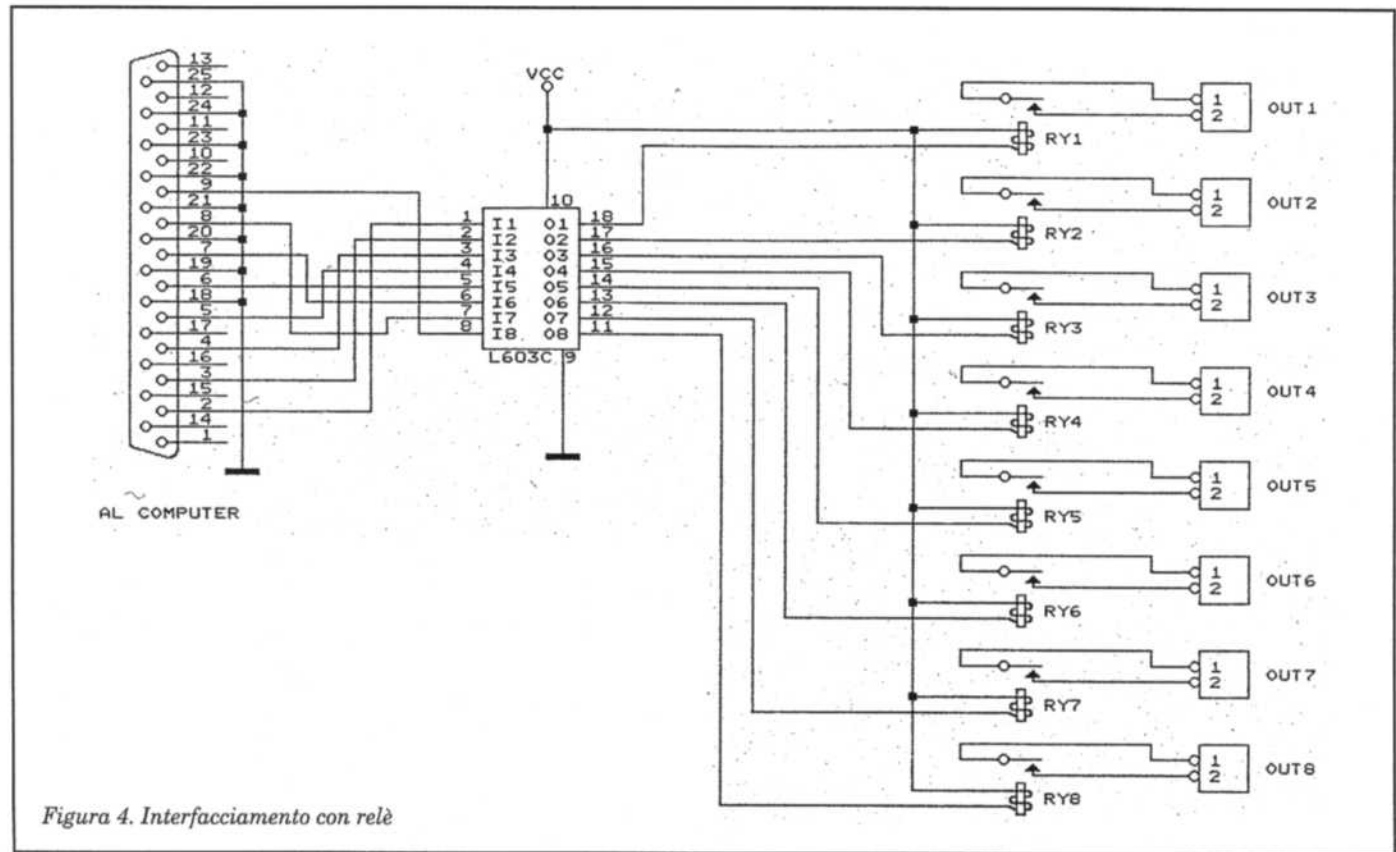 13
25
12
24
11
23
10
22
9
21
8
20
7
19
6
18
5
17
4
16
3
15
2
14
1
AL COMPUTER
VCC
10
1 I1 O1 18
2 I2 O2 17
3 I3 O3 16
4 I4 O4 15
5 I5 O5 14
6 I6 O6 13
7 I7 O7 12
8 I8 O8 11
L603C 9
RY1
1
2
OUT1
RY2
1
2
OUT2
RY3
1
2
OUT3
RY4
1
2
OUT4
RY5
1
2
OUT5
RY6
1
2
OUT6
RY7
1
2
OUT7
RY8
1
2
OUT8
Figura 4. Interfacciamento con relè